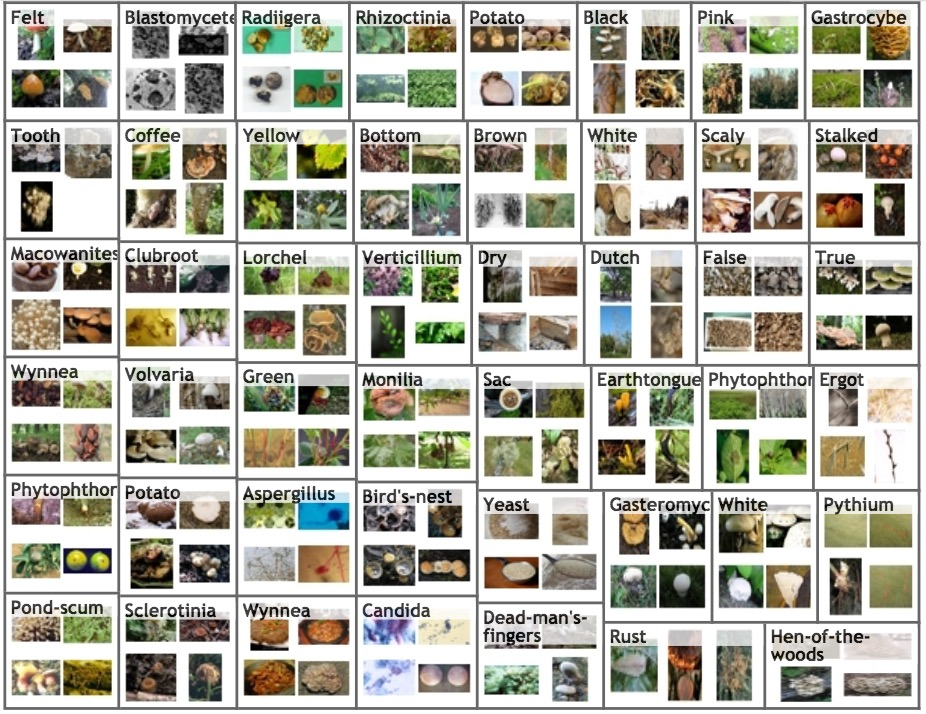 Felt
Blastomycete
Radiigera
Rhizoctinia
Potato
Black
Pink
Gastrocybe
Tooth
Coffee
Yellow
Bottom
Brown
White
Scaly
Stalked
Macowanites
Clubroot
Lorchel
Verticillium
Dry
Dutch
False
True
Wynnea
Volvaria
Green
Monilia
Sac
Earthtongue
Phytophthor
Ergot
Phytophthor
Potato
Aspergillus
Bird's-nest
Yeast
Gasteromyc
White
Pythium
Pond-scum
Sclerotinia
Wynnea
Candida
Dead-man's-
fingers
Rust
Hen-of-the-
woods